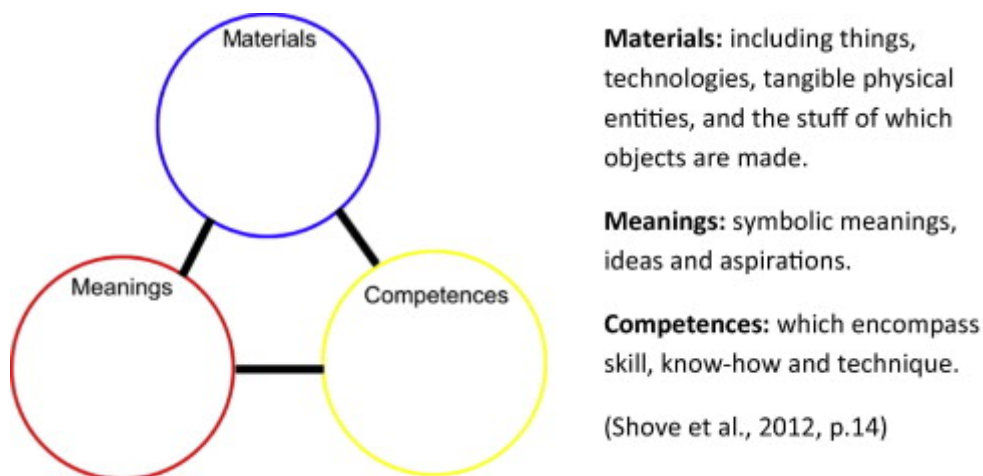 Materials
Meanings
Competences
Materials: including things,
technologies, tangible physical
entities, and the stuff of which
objects are made.
Meanings: symbolic meanings,
ideas and aspirations.
Competences: which encompass
skill, know-how and technique.
(Shove et al., 2012, p.14)